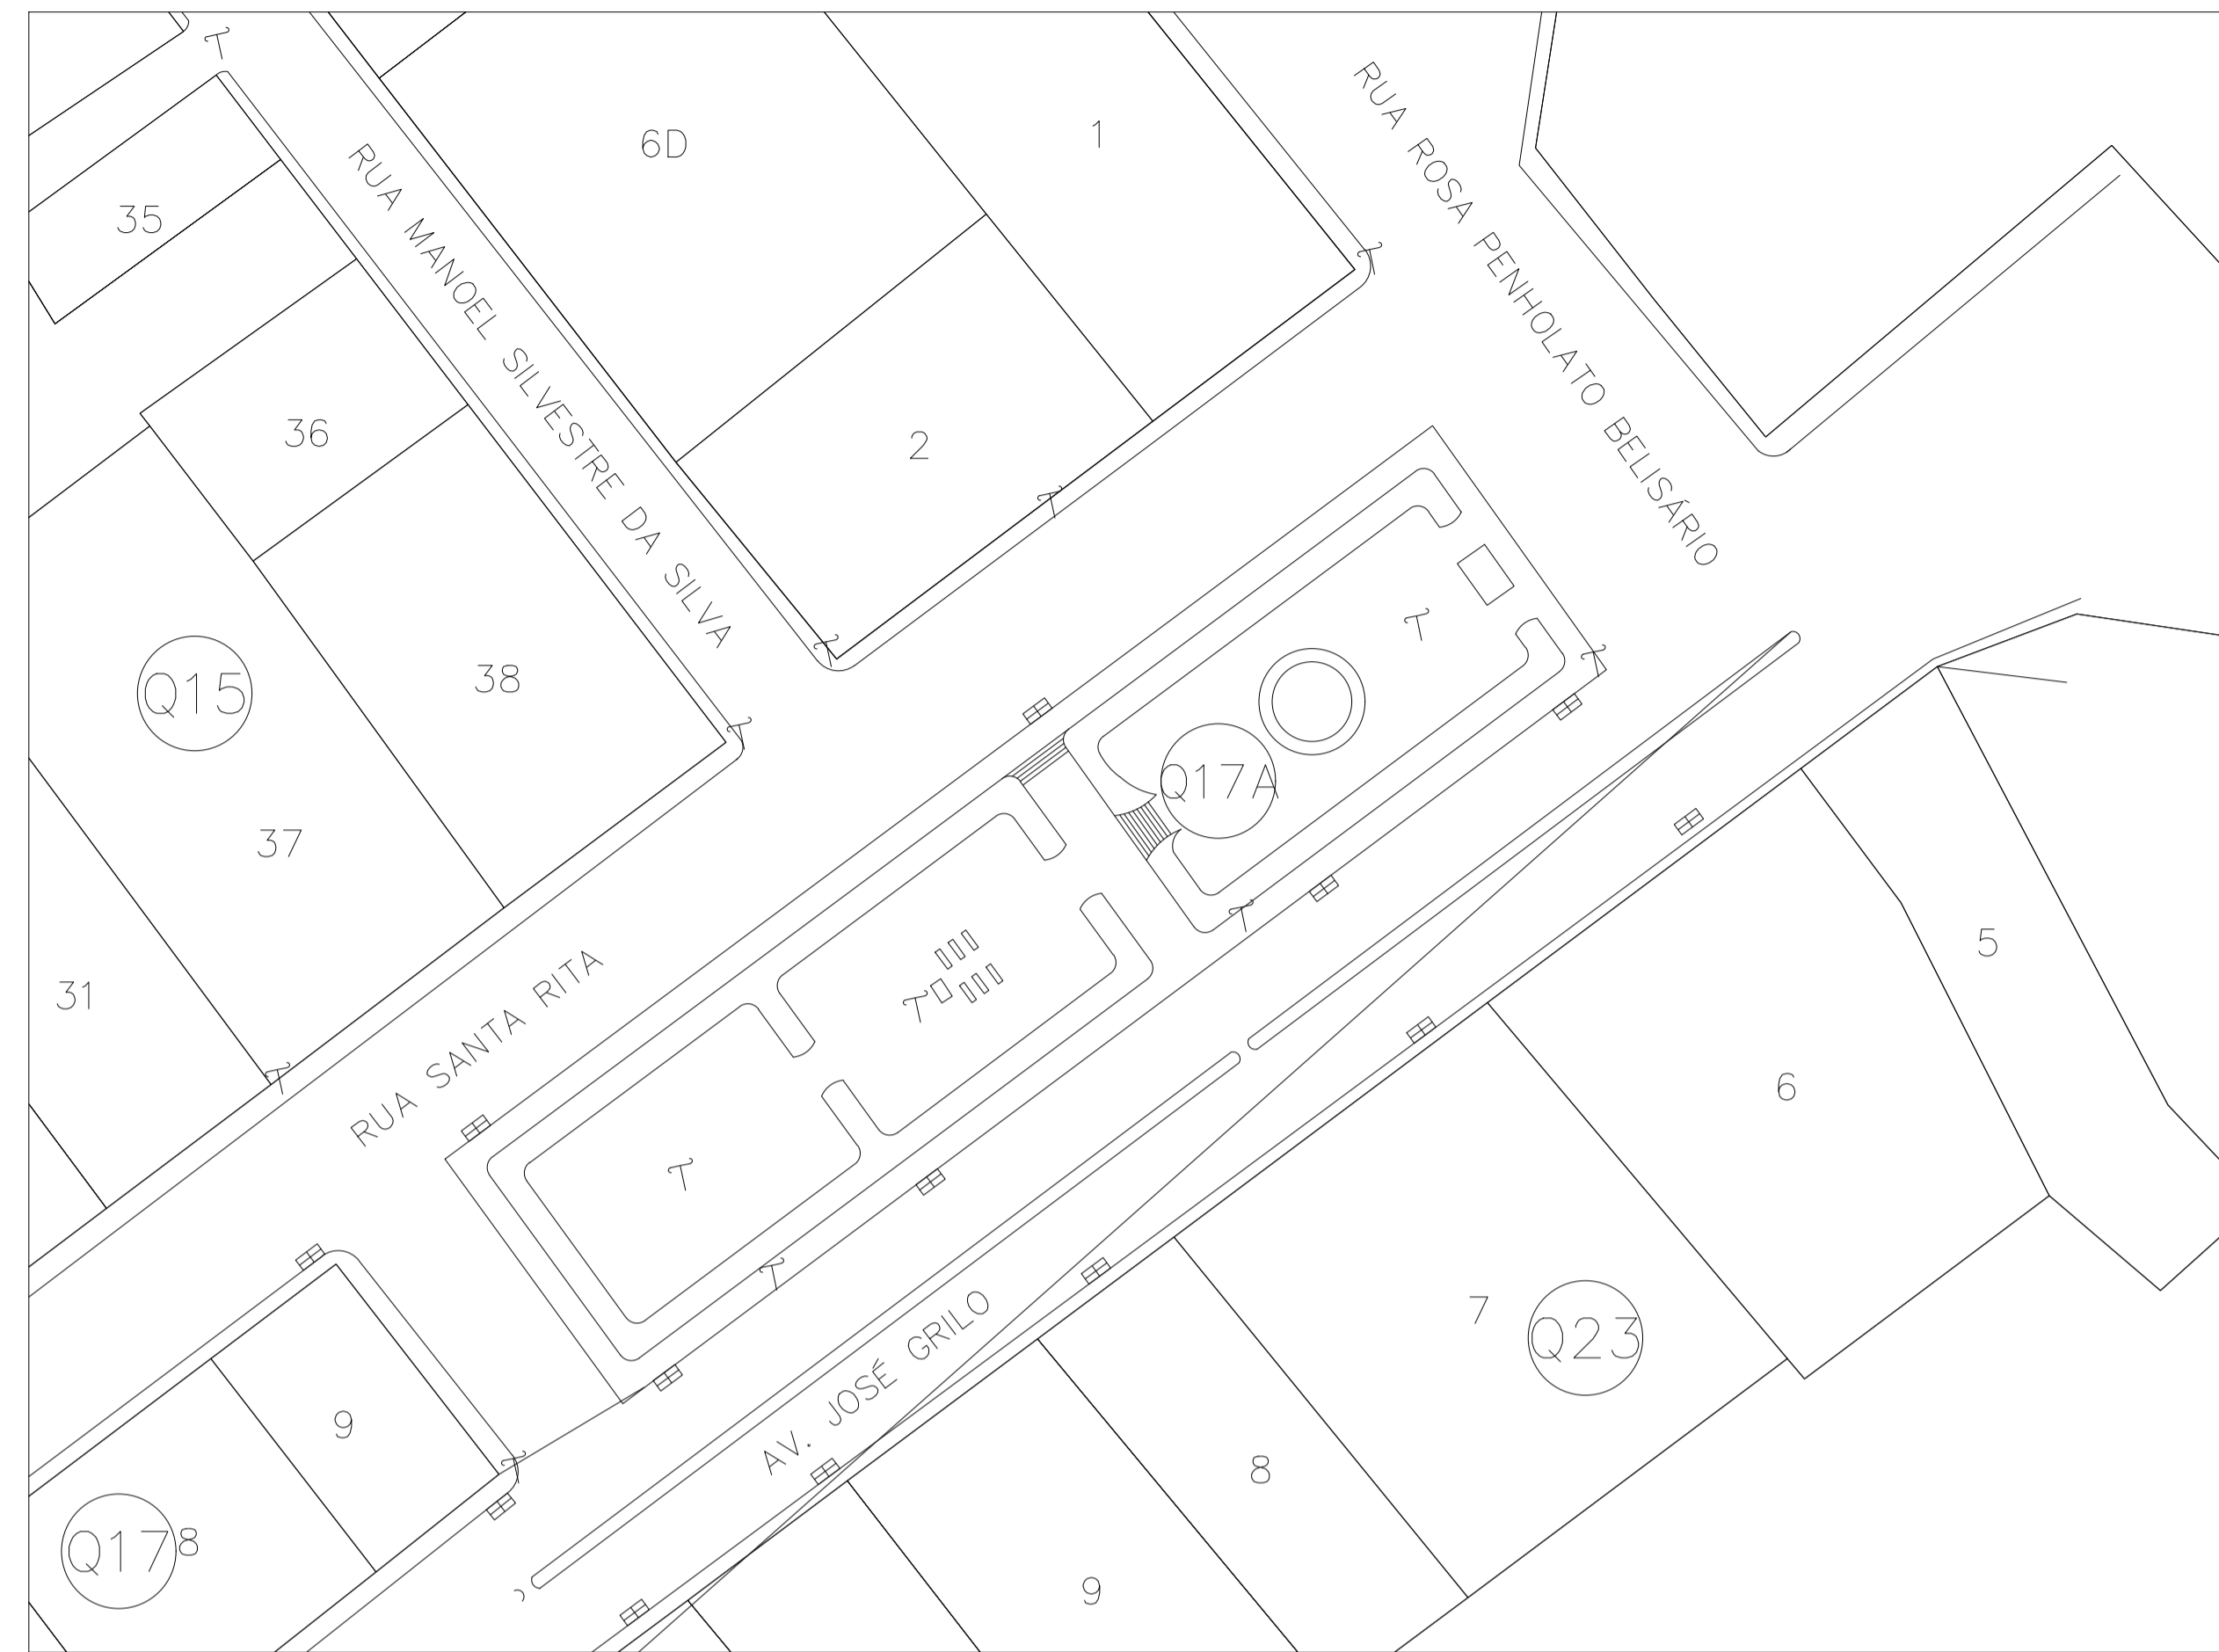 RUA MANOEL SILVESTRE DA SILVA
RUA ROSA PENHOLATO BELISÁRIO
6D
1
35
36
2
Q15
38
37
31
Q17A
RUA SANTA RITA
5
6
7
Q23
AV. JOSÉ GRILO
9
8
Q17
8
9